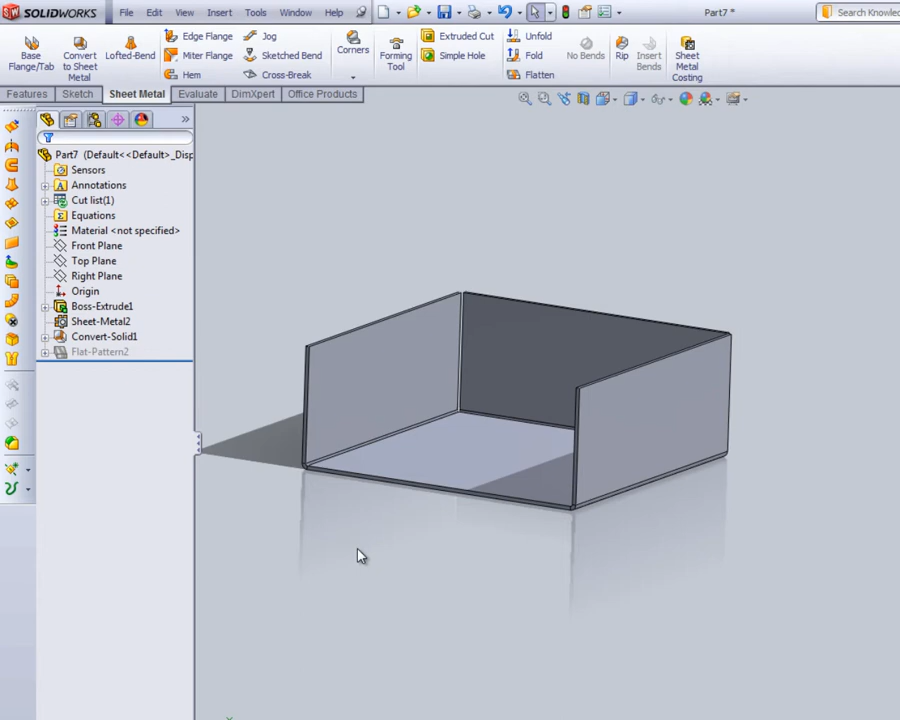 SW SOLIDWORKS File Edit View Insert Tools Window Help Part7 * Search Knowle
Base Flange/Tab
Convert to Sheet Metal
Lofted-Bend
Edge Flange
Miter Flange
Hem
Jog
Sketched Bend
Cross-Break
Corners
Forming Tool
Extruded Cut
Simple Hole
Unfold
Fold
Flatten
No Bends
Rip
Insert Bends
Sheet Metal Costing
Features Sketch Sheet Metal Evaluate DimXpert Office Products
Part7 (Default<<Default>_Disp
Sensors
Annotations
Cut list(1)
Equations
Material <not specified>
Front Plane
Top Plane
Right Plane
Origin
Boss-Extrude1
Sheet-Metal2
Convert-Solid1
Flat-Pattern2